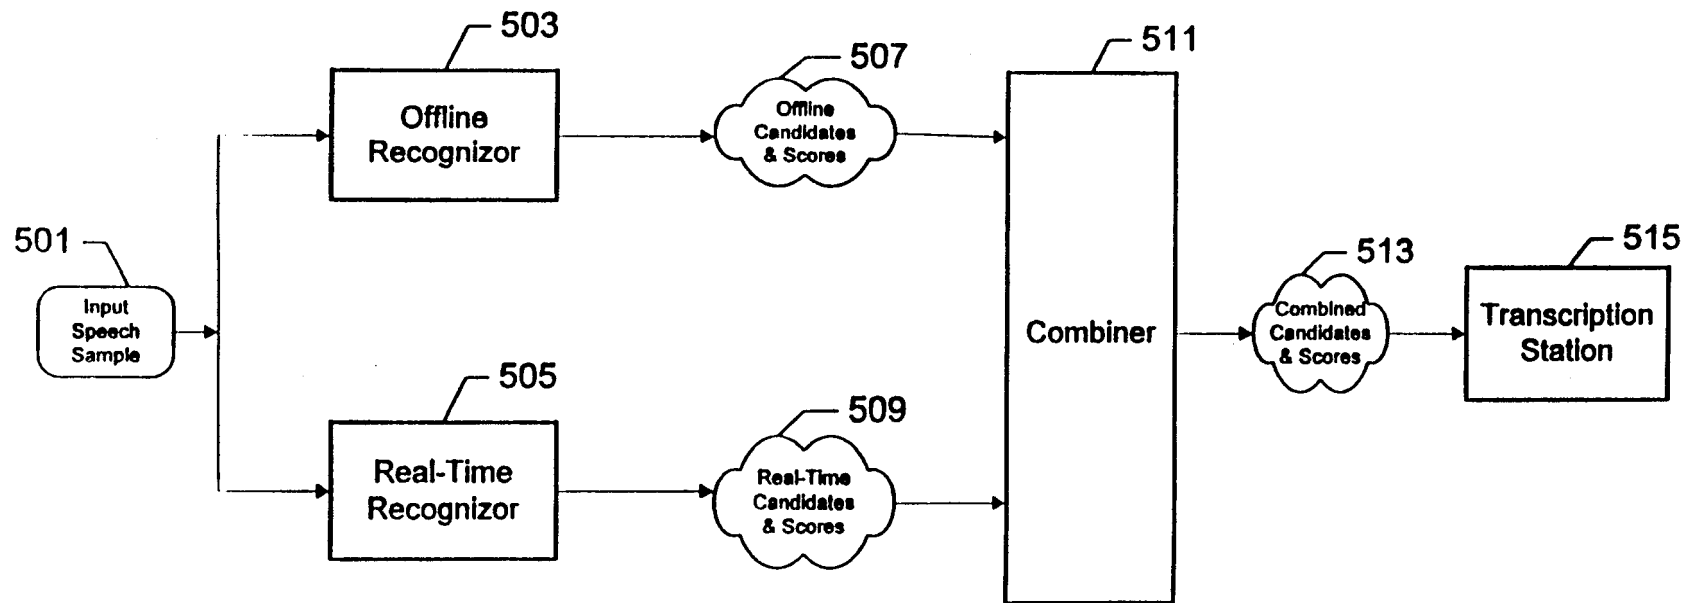 503
Offline
Recognizor
507
Offline
Candidates
& Scores
511
Combiner
501
Input
Speech
Sample
505
Real-Time
Recognizor
509
Real-Time
Candidates
& Scores
513
Combined
Candidates
& Scores
515
Transcription
Station